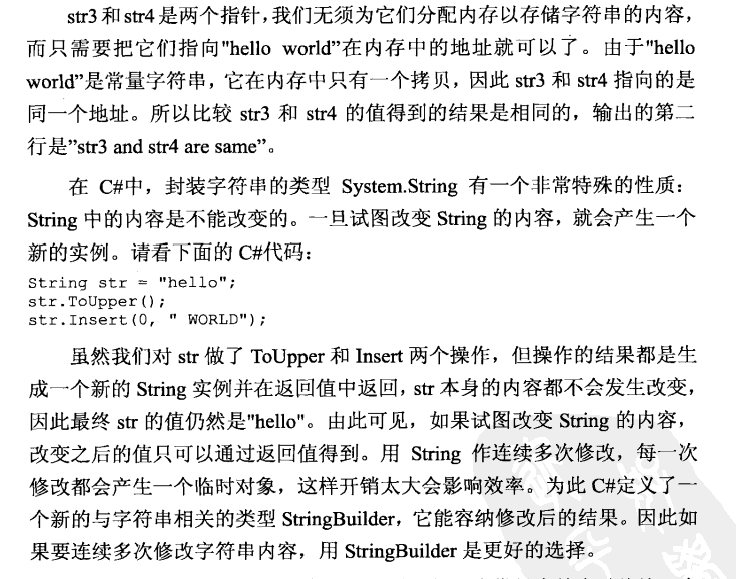 str3和str4是两个指针，我们无须为它们分配内存以存储字符串的内容，
而只需要把它们指向"hello world”在内存中的地址就可以了。由于"hello
world”是常量字符串，它在内存中只有一个拷贝，因此 str3 和 str4 指向的是
同一个地址。所以比较 str3 和 str4 的值得到的结果是相同的，输出的第二
行是”str3 and str4 are same”。
在 C#中，封装字符串的类型 System.String 有一个非常特殊的性质：
String 中的内容是不能改变的。一旦试图改变 String 的内容，就会产生一个
新的实例。请看下面的 C#代码：
String str = "hello";
str.ToUpper();
str.Insert(0, " WORLD");
虽然我们对 str 做了 ToUpper 和 Insert 两个操作，但操作的结果都是生
成一个新的 String 实例并在返回值中返回，str 本身的内容都不会发生改变，
因此最终 str 的值仍然是"hello"。由此可见，如果试图改变 String 的内容，
改变之后的值只可以通过返回值得到。用 String 作连续多次修改，每一次
修改都会产生一个临时对象，这样开销太大会影响效率。为此 C#定义了一
个新的与字符串相关的类型 StringBuilder，它能容纳修改后的结果。因此如
果要连续多次修改字符串内容，用 StringBuilder 是更好的选择。